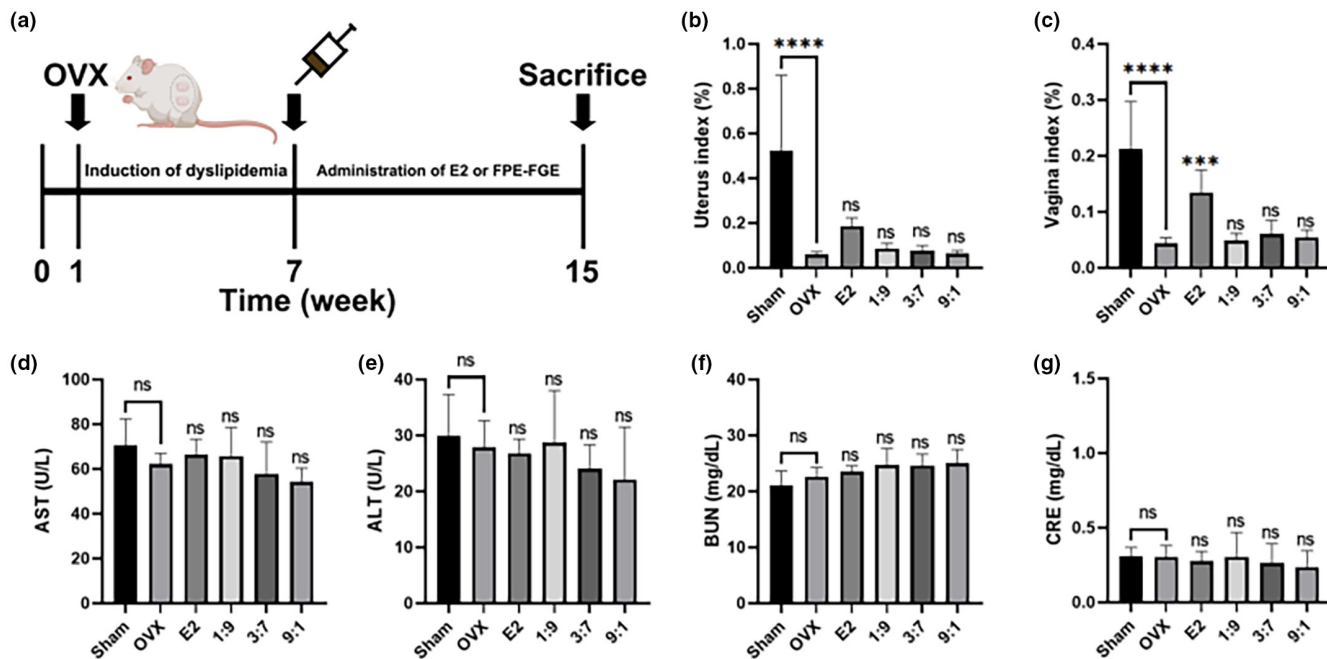 (a)
OVX
Sacrifice
Induction of dyslipidemia
Administration of E2 or FPE-FGE
0 1 7 15
Time (week)
(b)
Uterus index (%)
1.0
0.8
0.6
0.4
0.2
0.0
****
ns
ns
ns
ns
Sham
OVX
E2
1:9
3:7
9:1
(c)
Vagina index (%)
0.4
0.3
0.2
0.1
0.0
****
***
ns
ns
ns
Sham
OVX
E2
1:9
3:7
9:1
(d)
AST (U/L)
100
80
60
40
20
0
ns
ns
ns
ns
ns
Sham
OVX
E2
1:9
3:7
9:1
(e)
ALT (U/L)
40
30
20
10
0
ns
ns
ns
ns
ns
Sham
OVX
E2
1:9
3:7
9:1
(f)
BUN (mg/dL)
40
30
20
10
0
ns
ns
ns
ns
ns
Sham
OVX
E2
1:9
3:7
9:1
(g)
CRE (mg/dL)
1.5
1.0
0.5
0.0
ns
ns
ns
ns
ns
Sham
OVX
E2
1:9
3:7
9:1